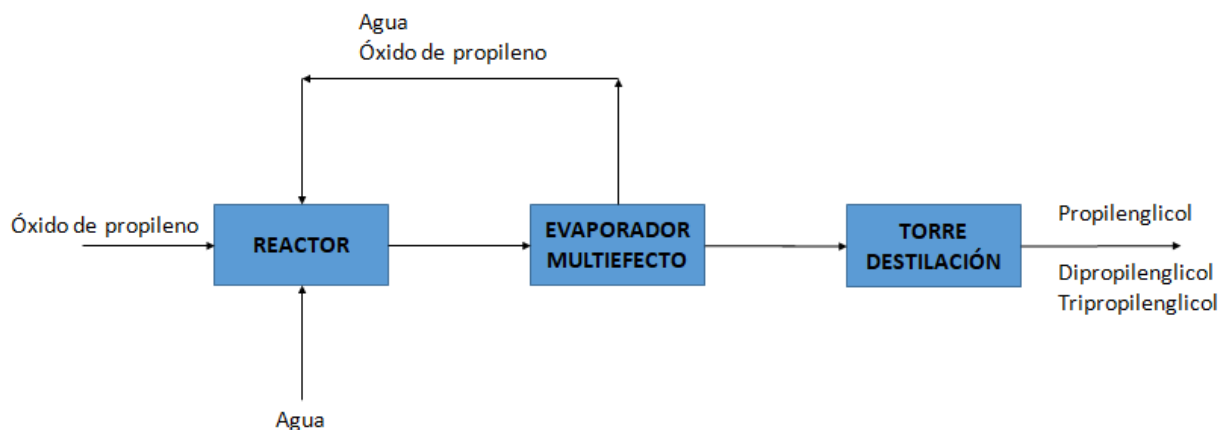 Agua
Óxido de propileno
Óxido de propileno
REACTOR
EVAPORADOR
MULTIEFECTO
TORRE
DESTILACIÓN
Propilenglicol
Dipropilenglicol
Tripropilenglicol
Agua